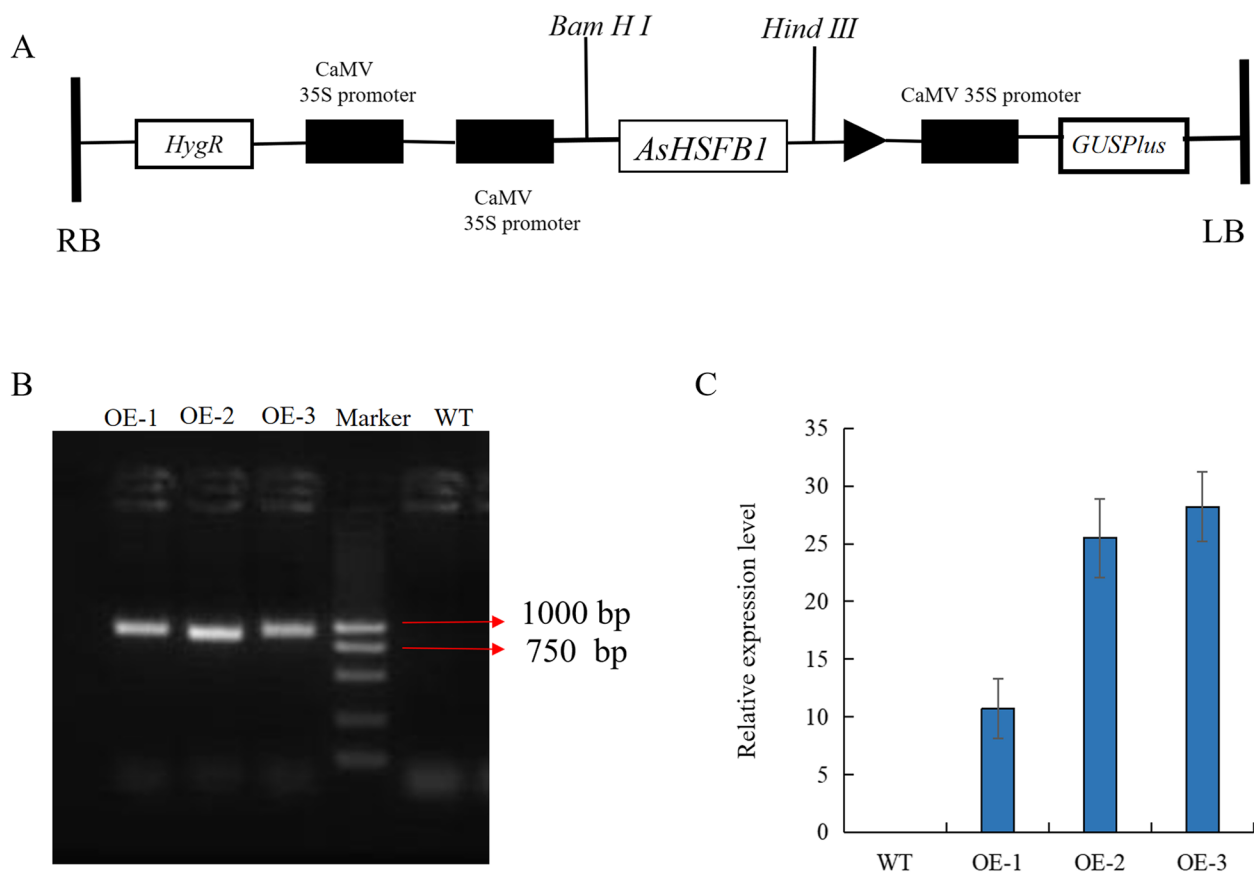 A
Bam H I
Hind III
CaMV
35S promoter
CaMV 35S promoter
HygR
AsHSFB1
GUSPlus
CaMV
35S promoter
RB
LB
B
OE-1 OE-2 OE-3 Marker WT
1000 bp
750 bp
C
Relative expression level
35
30
25
20
15
10
5
0
WT OE-1 OE-2 OE-3